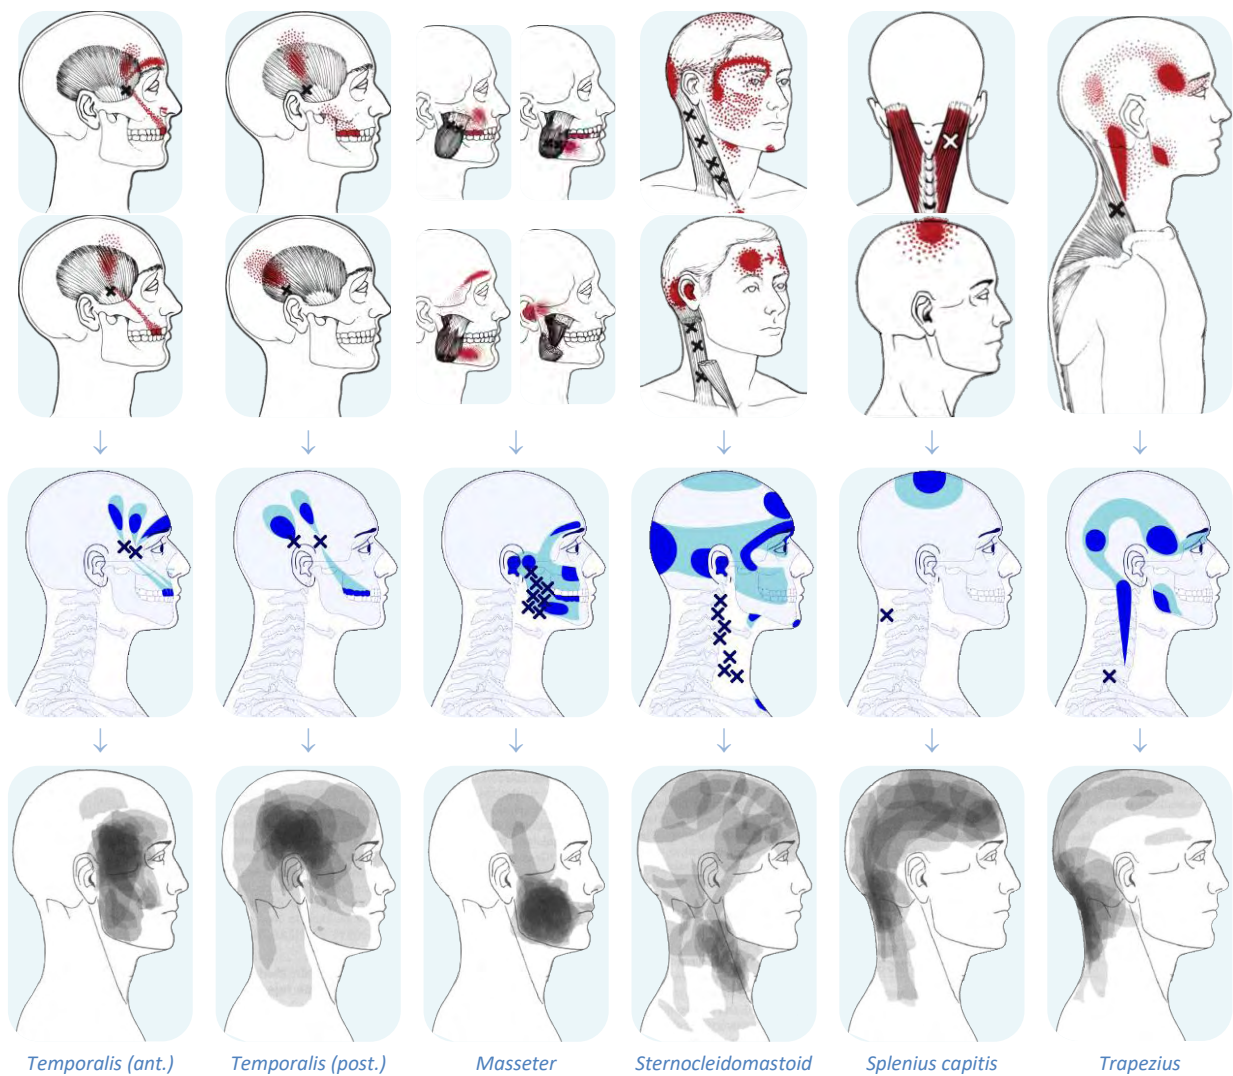 Temporalis (ant.)
Temporalis (post.)
Masseter
Sternocleidomastoid
Splenius capitis
Trapezius